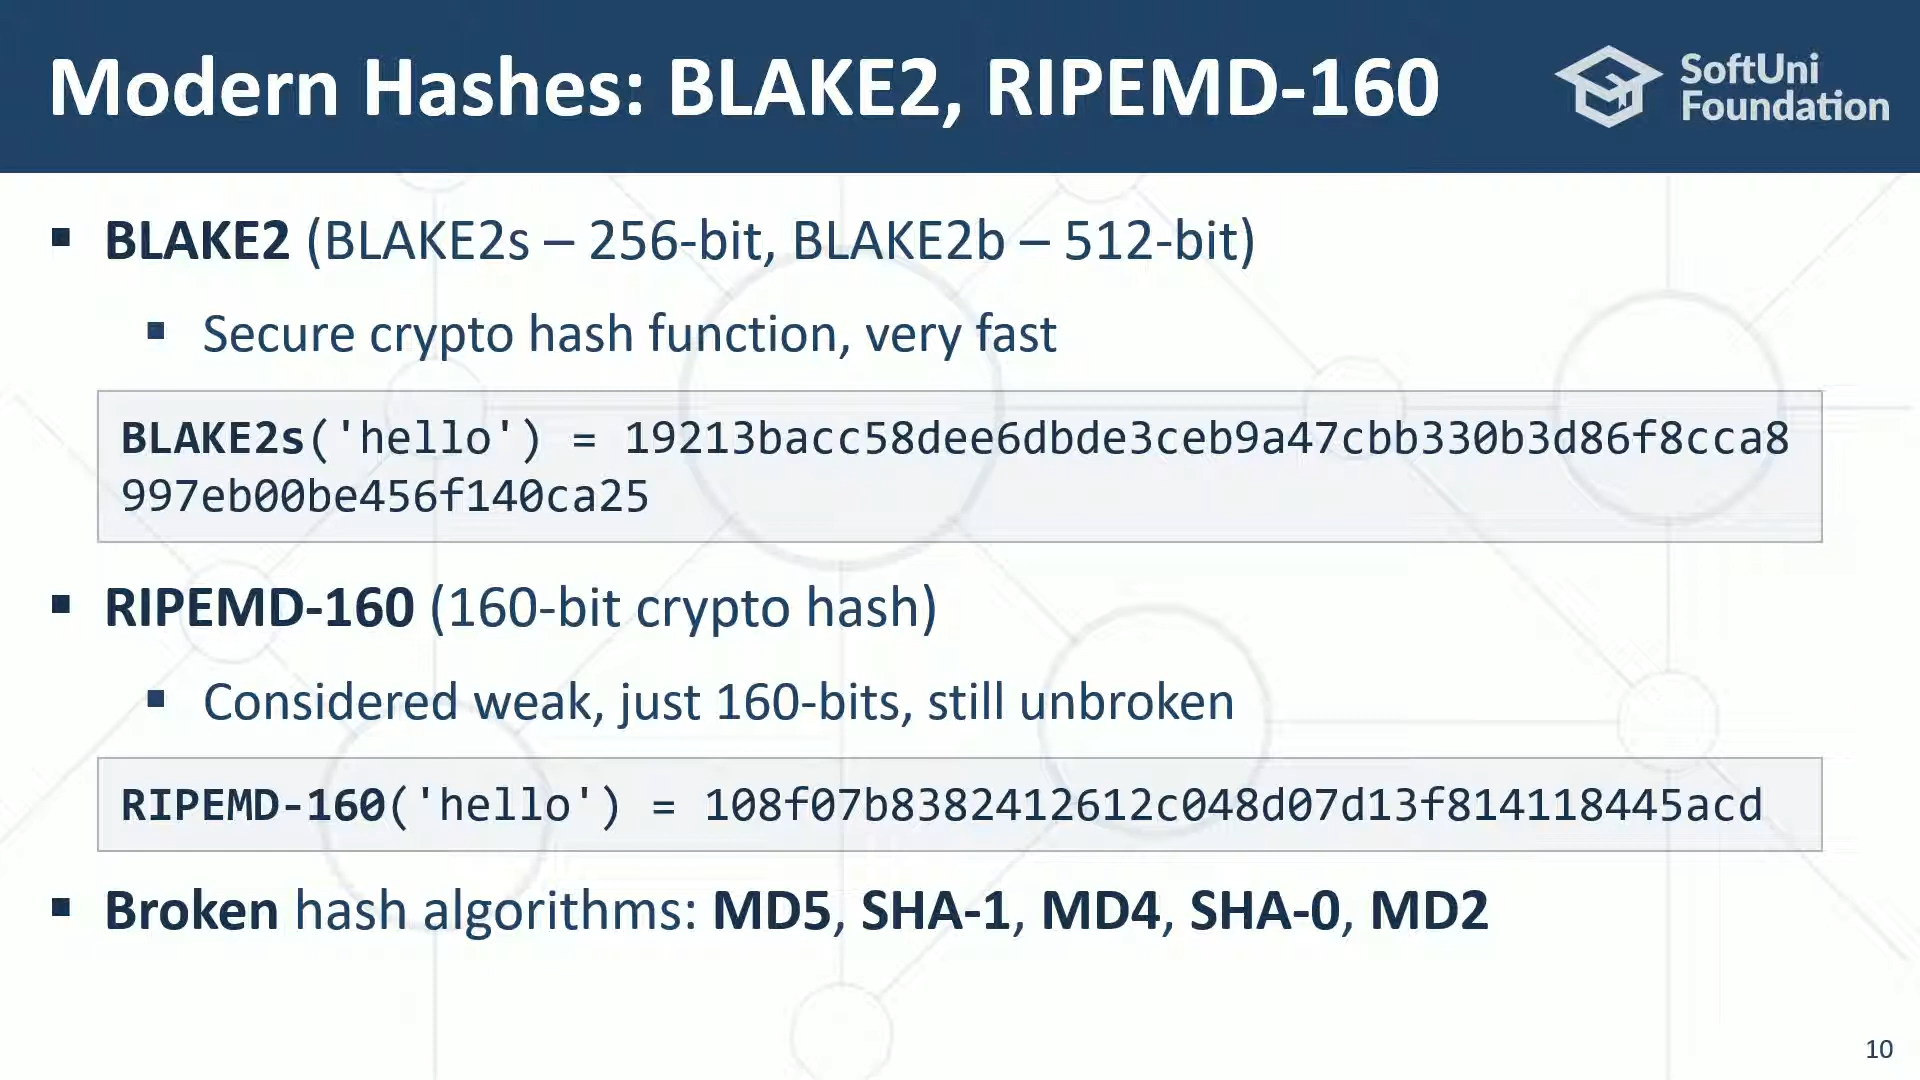 Modern Hashes: BLAKE2, RIPEMD-160
SoftUni
Foundation
▪ BLAKE2 (BLAKE2s – 256-bit, BLAKE2b – 512-bit)
▪ Secure crypto hash function, very fast
BLAKE2s('hello') = 19213bacc58dee6dbde3ceb9a47cbb330b3d86f8cca8
997eb00be456f140ca25
▪ RIPEMD-160 (160-bit crypto hash)
▪ Considered weak, just 160-bits, still unbroken
RIPEMD-160('hello') = 108f07b8382412612c048d07d13f814118445acd
▪ Broken hash algorithms: MD5, SHA-1, MD4, SHA-0, MD2
10